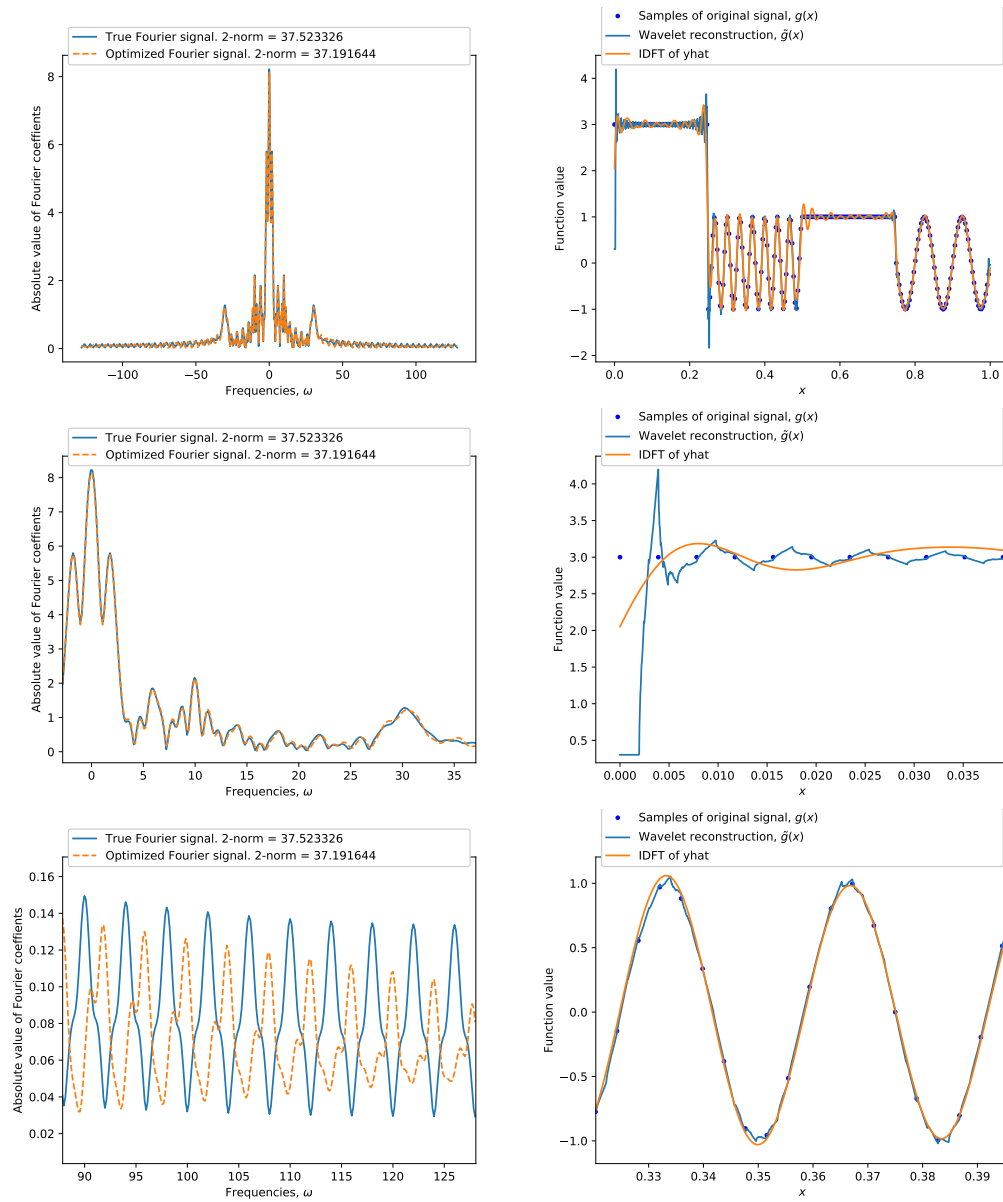 True Fourier signal. 2-norm = 37.523326
Optimized Fourier signal. 2-norm = 37.191644
Absolute value of Fourier coeffients
8
6
4
2
0
−100 −50 0 50 100
Frequencies, ω
Samples of original signal, g(x)
Wavelet reconstruction, g̃(x)
IDFT of yhat
Function value
4
3
2
1
0
−1
−2
0.0 0.2 0.4 0.6 0.8 1.0
x
True Fourier signal. 2-norm = 37.523326
Optimized Fourier signal. 2-norm = 37.191644
Absolute value of Fourier coeffients
8
7
6
5
4
3
2
1
0
0 5 10 15 20 25 30 35
Frequencies, ω
Samples of original signal, g(x)
Wavelet reconstruction, g̃(x)
IDFT of yhat
Function value
4.0
3.5
3.0
2.5
2.0
1.5
1.0
0.5
0.000 0.005 0.010 0.015 0.020 0.025 0.030 0.035
x
True Fourier signal. 2-norm = 37.523326
Optimized Fourier signal. 2-norm = 37.191644
Absolute value of Fourier coeffients
0.16
0.14
0.12
0.10
0.08
0.06
0.04
0.02
90 95 100 105 110 115 120 125
Frequencies, ω
Samples of original signal, g(x)
Wavelet reconstruction, g̃(x)
IDFT of yhat
Function value
1.0
0.5
0.0
−0.5
−1.0
0.33 0.34 0.35 0.36 0.37 0.38 0.39
x